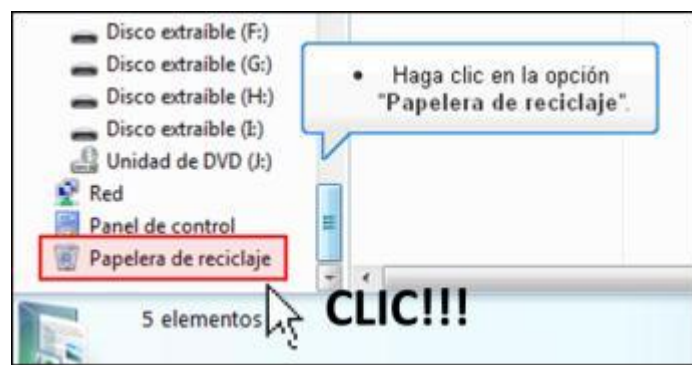 Disco extraíble (F:)
Disco extraíble (G:)
Disco extraíble (H:)
Disco extraíble (I:)
Unidad de DVD (J:)
Red
Panel de control
Papelera de reciclaje
• Haga clic en la opción
"Papelera de reciclaje".
5 elementos
CLIC!!!